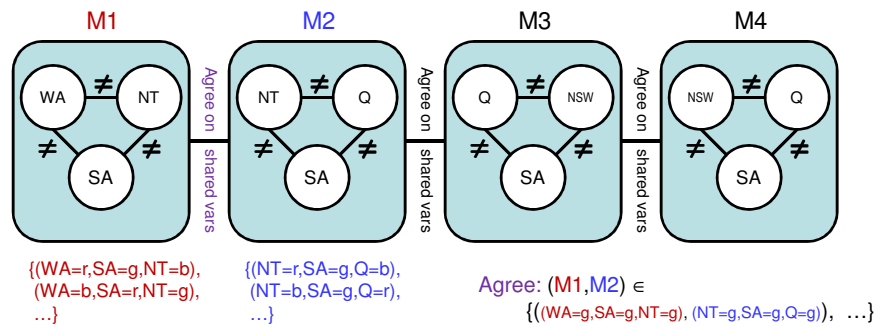 M1 M2 M3 M4
WA ≠ NT
≠ ≠
SA
Agree on
shared vars
NT ≠ Q
≠ ≠
SA
Agree on
shared vars
Q ≠ NSW
≠ ≠
SA
Agree on
shared vars
NSW ≠ Q
≠ ≠
SA
{(WA=r,SA=g,NT=b),
(WA=b,SA=r,NT=g),
…}
{(NT=r,SA=g,Q=b),
(NT=b,SA=g,Q=r),
…}
Agree: (M1,M2) ∈
{((WA=g,SA=g,NT=g), (NT=g,SA=g,Q=g)), …}